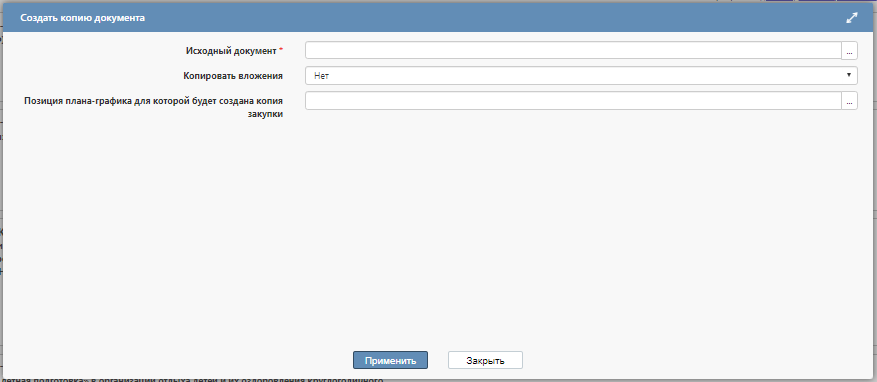 Создать копию документа
Исходный документ *
...
Копировать вложения
Нет
Позиция плана-графика для которой будет создана копия
закупки
...
Применить
Закрыть
летная подготовка» в организации отдыха детей и их оздоровления круглогодичного